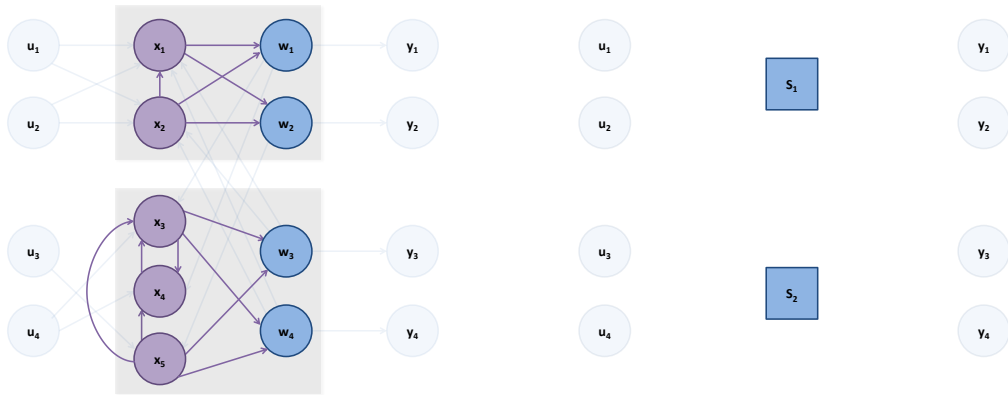 u1 x1 w1 y1 u1 y1
S1
u2 x2 w2 y2 u2 y2
x3
u3 w3 y3 u3 y3
x4 S2
u4 w4 y4 u4 y4
x5